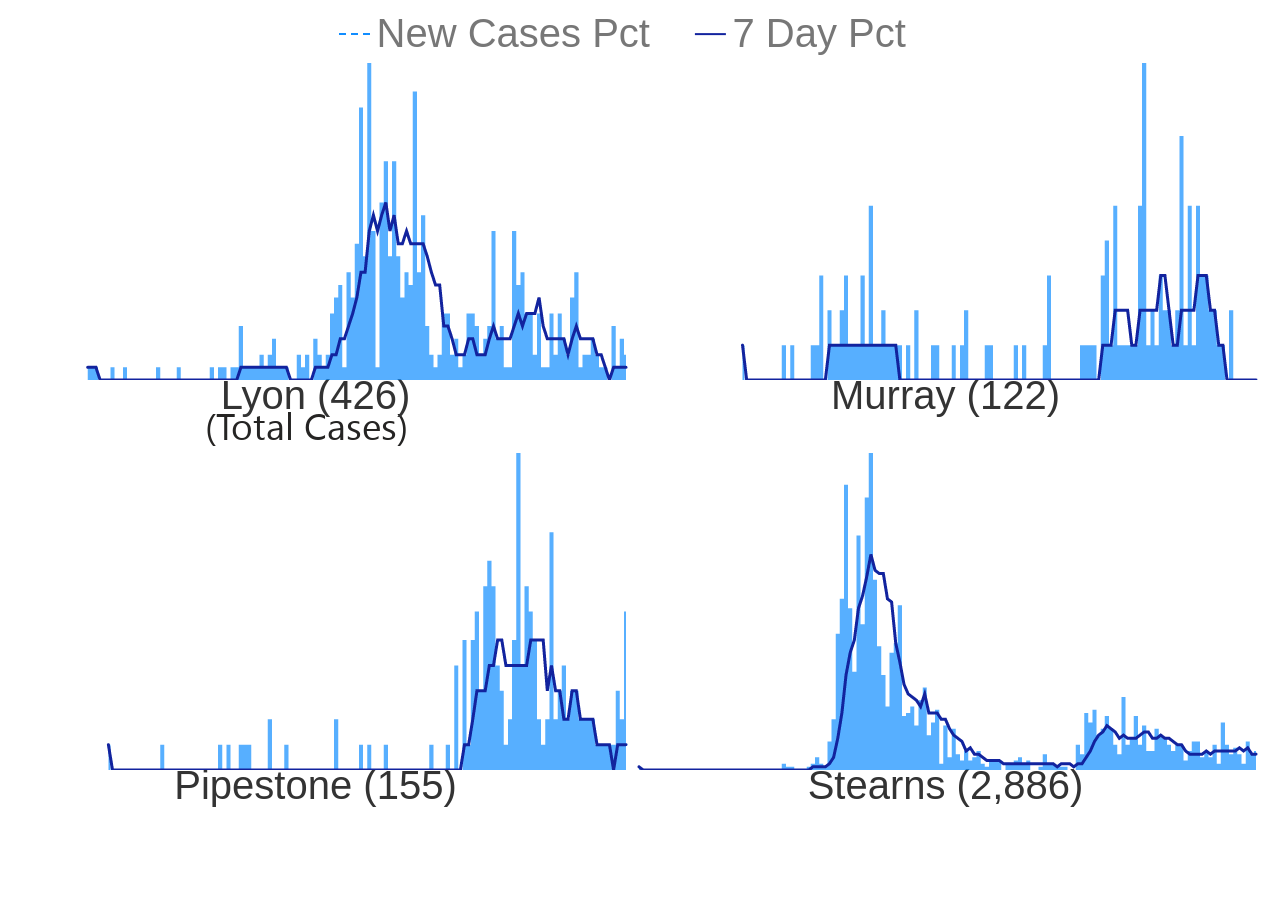 New Cases Pct 7 Day Pct
Lyon (426)
(Total Cases)
Murray (122)
Pipestone (155)
Stearns (2,886)